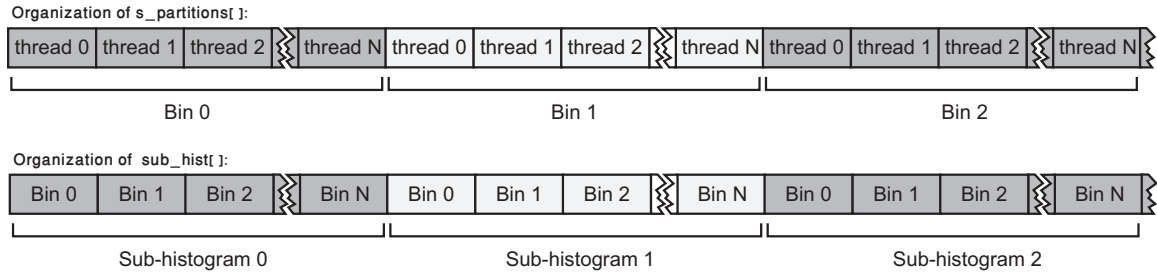 Organization of s_partitions[ ]:
thread 0 thread 1 thread 2 thread N thread 0 thread 1 thread 2 thread N thread 0 thread 1 thread 2 thread N
Bin 0 Bin 1 Bin 2
Organization of sub_hist[ ]:
Bin 0 Bin 1 Bin 2 Bin N Bin 0 Bin 1 Bin 2 Bin N Bin 0 Bin 1 Bin 2 Bin N
Sub-histogram 0 Sub-histogram 1 Sub-histogram 2